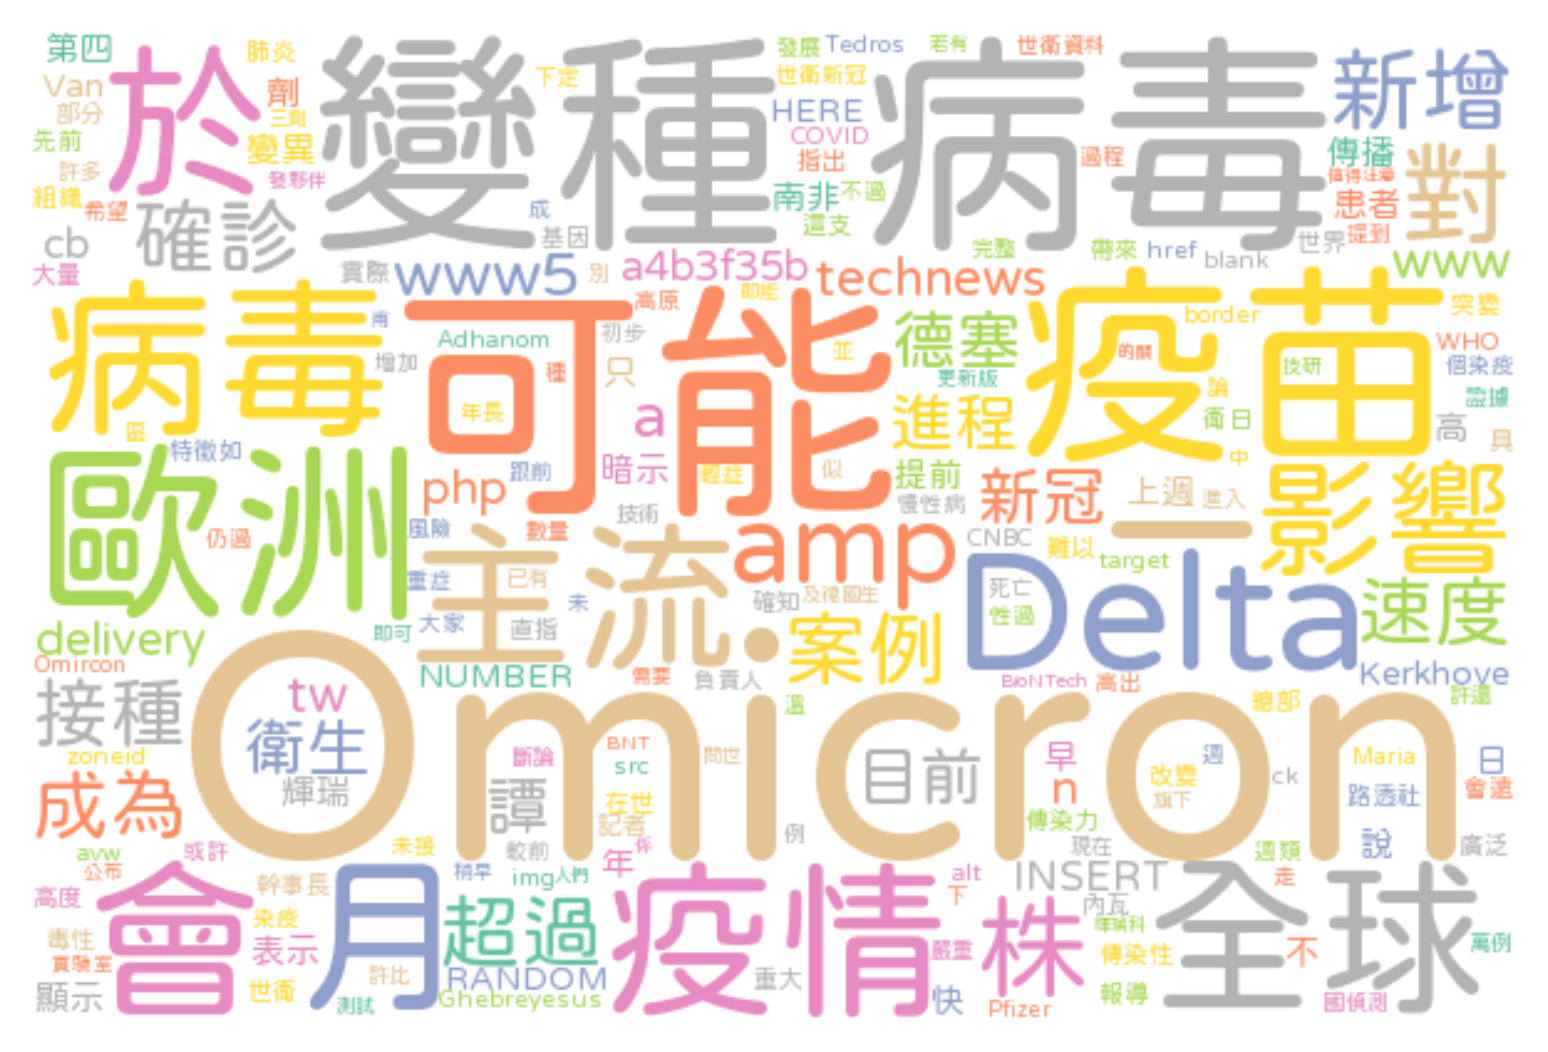 第四
肺炎
發展
Tedros
若有
世衛資料
Van
於
劑
下定
變種病毒
世衛新冠
新增
部分
三劑
HERE
先前
變異
COVID
傳播
許多
發夥伴
指出
過程
值得注意
對
組織
希望
南非
不過
患者
確診
成
這支
提到
cb
基因
完整
帶來
href
世界
大量
實際
www5
別
a4b3f35b
technews
blank
www
病毒
甫
可能
高原
即能
疫苗
border
突變
Adhanom
初步
德塞
的關
WHO
增加
種
只
並
更新版
技研
個染疫
年長
a
進程
論
衛日
證據
區
特徵如
高
具
歐洲
php
跟前
暗示
輕症
似
提前
中
影響
慢性病
新冠
上週
進入
仍過
風險
技術
數量
主流
amp
CNBC
難以
一
target
重症
已有
未
確知
及德國生
死亡
Delta
速度
delivery
即可
大家
直指
案例
性過
Omircon
NUMBER
需要
負責人
BioNTech
高出
Kerkhove
接種
tw
Omicron
溫
總部
許還
衛生
zoneid
斷論
BNT
問世
目前
早
週
Maria
日
src
改變
ck
成為
輝瑞
譚
在世
n
旗下
路透社
會遠
記者
例
傳染力
avw
或許
未接
較前
年
係
現在
週類
說
廣泛
公布
稍早
img
人們
alt
INSERT
走
高度
會
幹事長
月
疫情
下
內瓦
全球
染疫
超過
株
輝瑞科
毒性
表示
嚴重
傳染性
不
萬例
實驗室
許比
RANDOM
重大
顯示
世衛
測試
Ghebreyesus
快
Pfizer
報導
國偵測